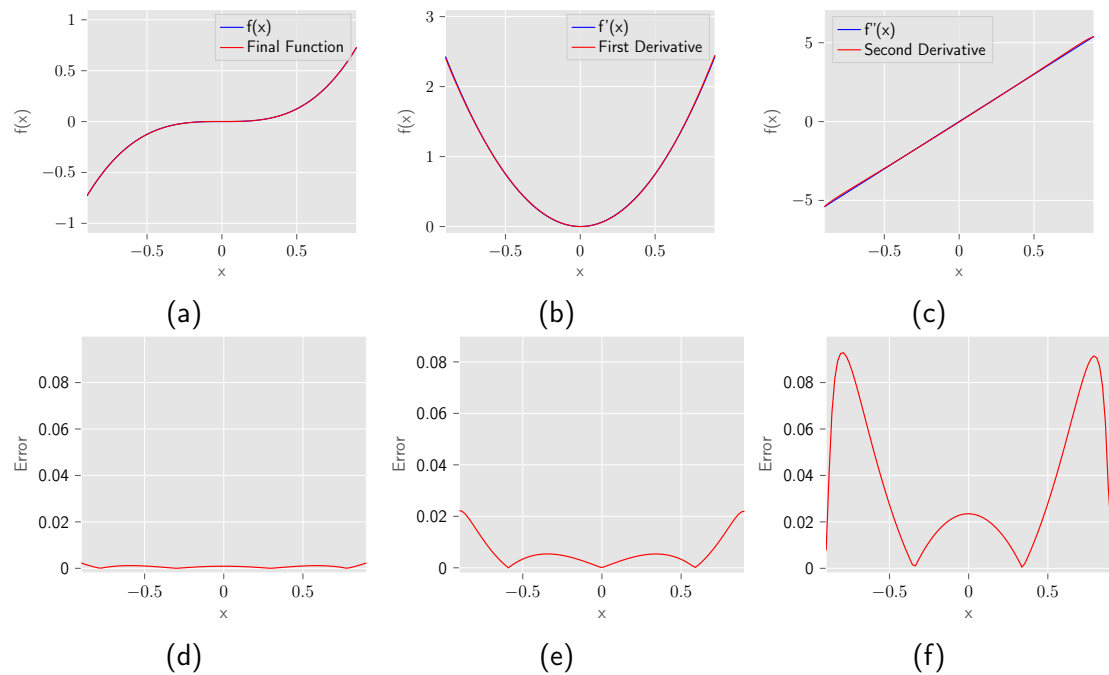 f(x)
Final Function
1
0.5
0
−0.5
−1
f(x)
−0.5
0
0.5
x
(a)
f'(x)
First Derivative
3
2
1
0
f(x)
−0.5
0
0.5
x
(b)
f"(x)
Second Derivative
5
0
−5
f(x)
−0.5
0
0.5
x
(c)
0.08
0.06
0.04
0.02
0
Error
−0.5
0
0.5
x
(d)
0.08
0.06
0.04
0.02
0
Error
−0.5
0
0.5
x
(e)
0.08
0.06
0.04
0.02
0
Error
−0.5
0
0.5
x
(f)